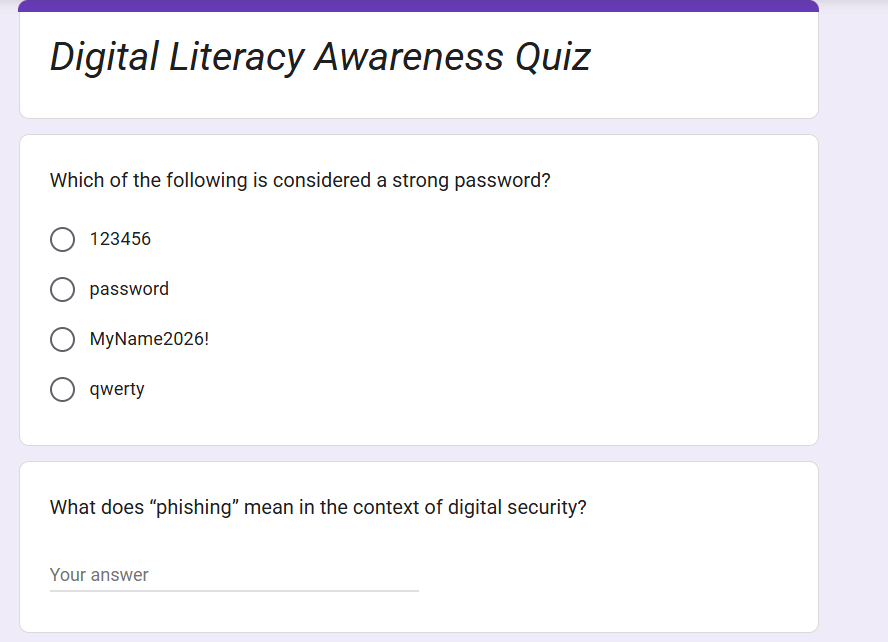 Digital Literacy Awareness Quiz
Which of the following is considered a strong password?
123456
password
MyName2026!
qwerty
What does “phishing” mean in the context of digital security?
Your answer